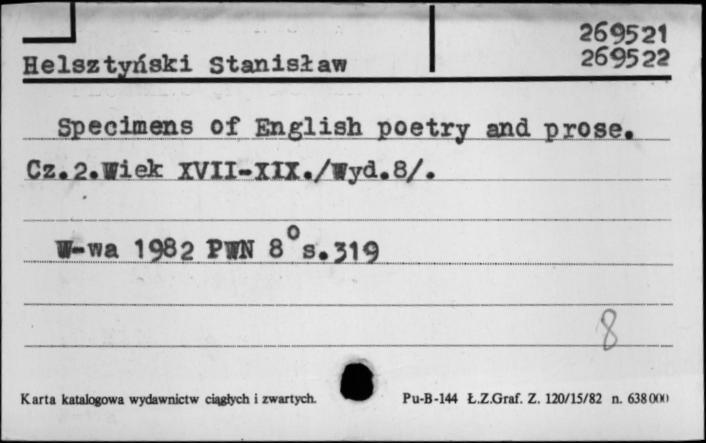 269521
Helsztyński Stanisław 269522
Specimens of English poetry and prose.
Cz.2.Wiek XVII-XIX./Wyd.8/.
W-wa 1982 PWN 8° s.319
8
Karta katalogowa wydawnictw ciągłych i zwartych. Pu-B-144 Ł.Z.Graf. Z. 120/15/82 n. 638000